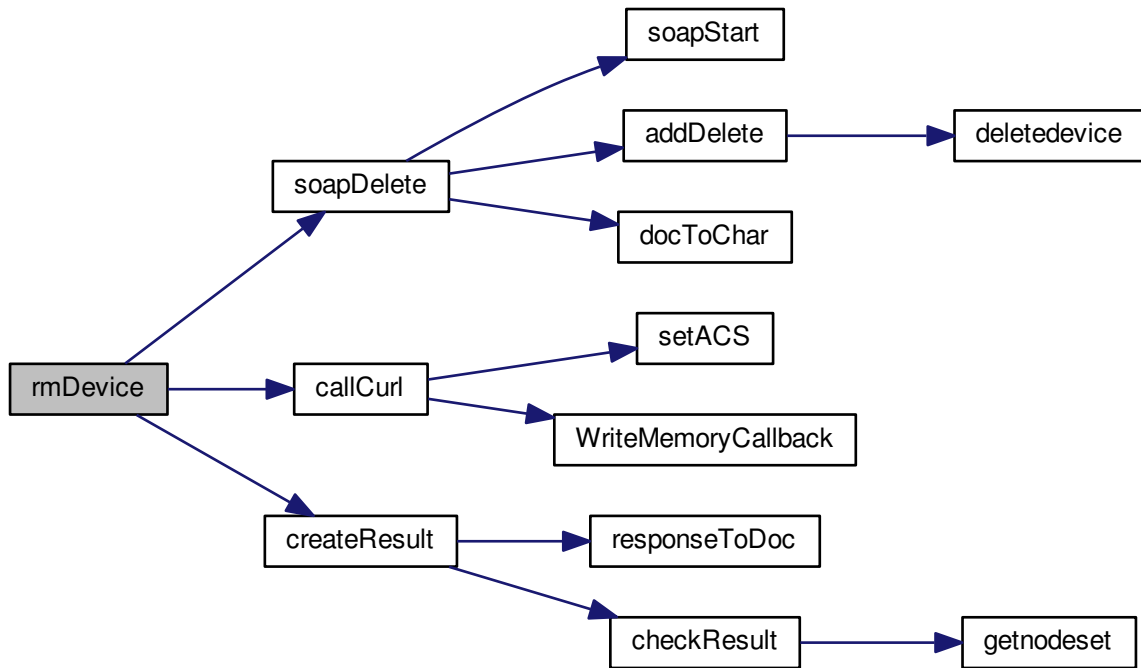 soapStart
addDelete
deletedevice
soapDelete
docToChar
setACS
rmDevice
callCurl
WriteMemoryCallback
createResult
responseToDoc
checkResult
getnodeset